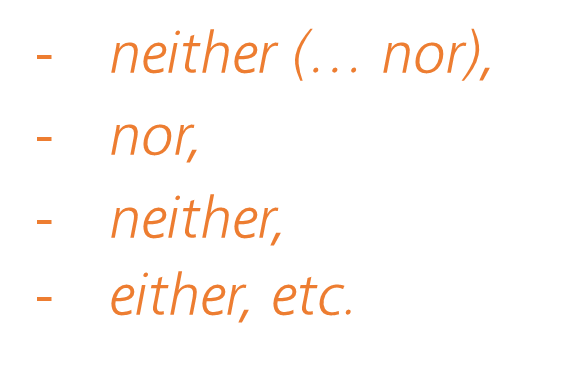 - neither (… nor),
- nor,
- neither,
- either, etc.